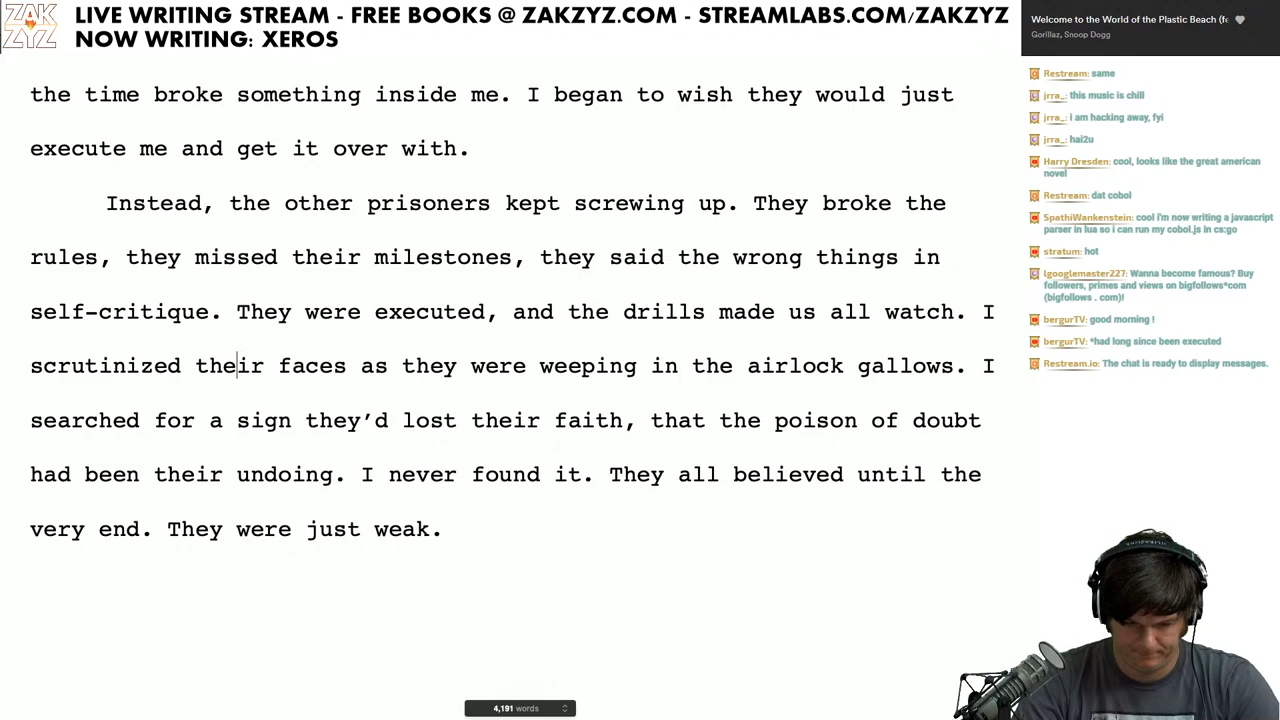 ZAK
ZYZ
LIVE WRITING STREAM - FREE BOOKS @ ZAKZYZ.COM - STREAMLABS.COM/ZAKZYZ
NOW WRITING: XEROS
the time broke something inside me. I began to wish they would just
execute me and get it over with.
Instead, the other prisoners kept screwing up. They broke the
rules, they missed their milestones, they said the wrong things in
self-critique. They were executed, and the drills made us all watch. I
scrutinized their faces as they were weeping in the airlock gallows. I
searched for a sign they’d lost their faith, that the poison of doubt
had been their undoing. I never found it. They all believed until the
very end. They were just weak.
4,191 words
Welcome to the World of the Plastic Beach (fe
Gorillaz, Snoop Dogg
Restream: same
jrra_: this music is chill
jrra_: i am hacking away, fyi
jrra_: hai2u
Harry Dresden: cool, looks like the great american
novel
Restream: dat cobol
SpathiWankenstein: cool i'm now writing a javascript
parser in lua so i can run my cobol.js in cs:go
stratum: hot
lgooglemaster227: Wanna become famous? Buy
followers, primes and views on bigfollows*com
(bigfollows . com)!
bergurTV: good morning !
bergurTV: *had long since been executed
Restream.io: The chat is ready to display messages.